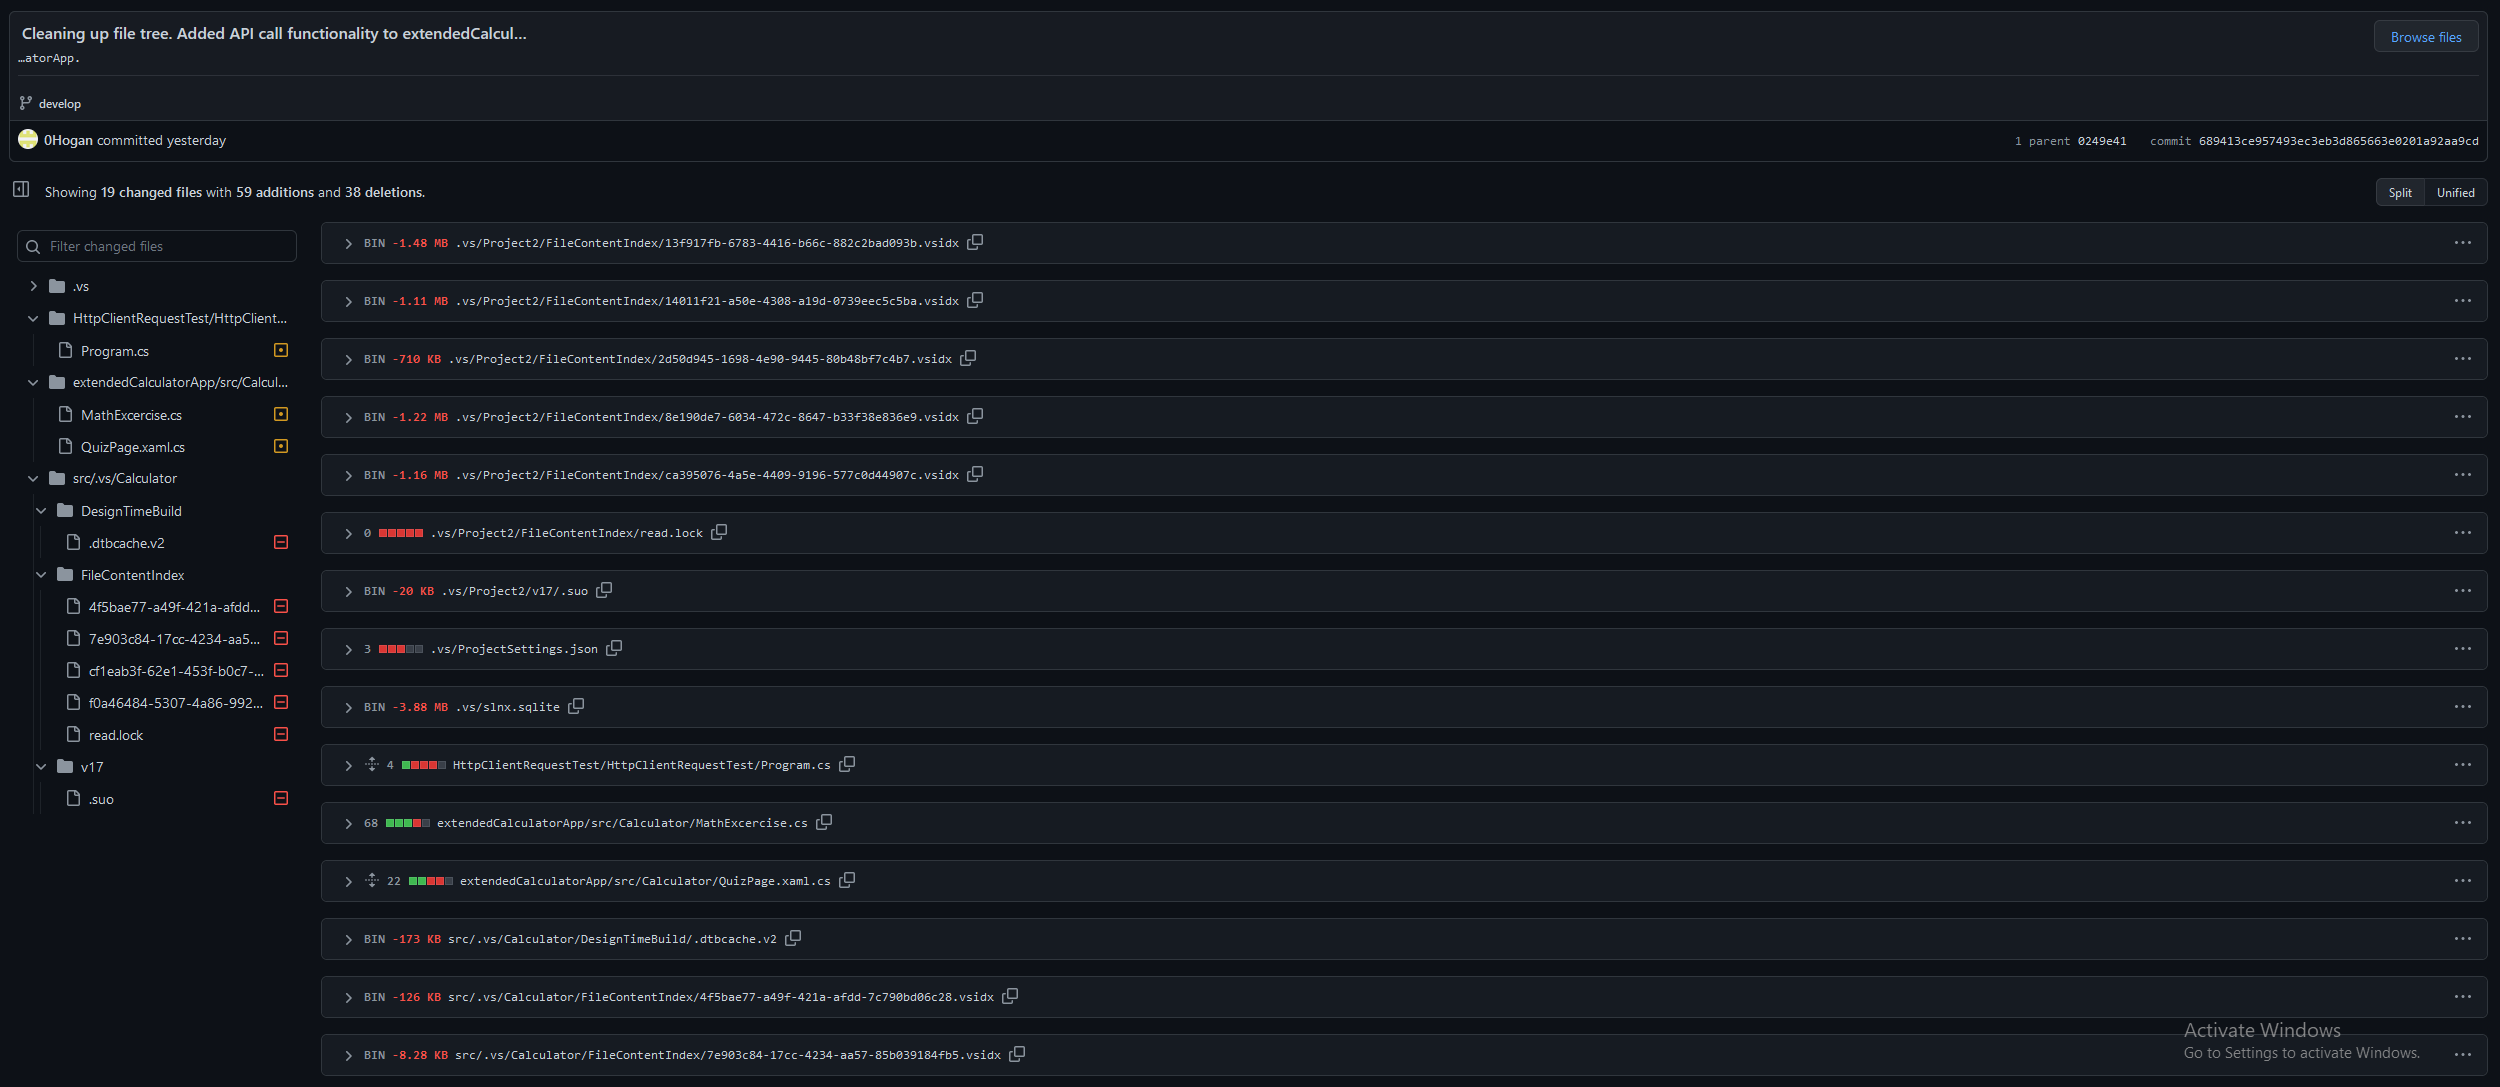 Cleaning up file tree. Added API call functionality to extendedCalcul...
Browse files
…atorApp.
develop
0Hogan committed yesterday
1 parent 0249e41 commit 689413ce957493ec3eb3d865663e0201a92aa9cd
Showing 19 changed files with 59 additions and 38 deletions.
Split Unified
Filter changed files
.vs
HttpClientRequestTest/HttpClient...
Program.cs
extendedCalculatorApp/src/Calcul...
MathExcercise.cs
QuizPage.xaml.cs
src/.vs/Calculator
DesignTimeBuild
.dtbcache.v2
FileContentIndex
4f5bae77-a49f-421a-afdd...
7e903c84-17cc-4234-aa5...
cf1eab3f-62e1-453f-b0c7-...
f0a46484-5307-4a86-992...
read.lock
v17
.suo
BIN -1.48 MB .vs/Project2/FileContentIndex/13f917fb-6783-4416-b66c-882c2bad093b.vsidx
BIN -1.11 MB .vs/Project2/FileContentIndex/14011f21-a50e-4308-a19d-0739eec5c5ba.vsidx
BIN -710 KB .vs/Project2/FileContentIndex/2d50d945-1698-4e90-9445-80b48bf7c4b7.vsidx
BIN -1.22 MB .vs/Project2/FileContentIndex/8e190de7-6034-472c-8647-b33f38e836e9.vsidx
BIN -1.16 MB .vs/Project2/FileContentIndex/ca395076-4a5e-4409-9196-577c0d44907c.vsidx
0 .vs/Project2/FileContentIndex/read.lock
BIN -20 KB .vs/Project2/v17/.suo
3 .vs/ProjectSettings.json
BIN -3.88 MB .vs/slnx.sqlite
4 HttpClientRequestTest/HttpClientRequestTest/Program.cs
68 extendedCalculatorApp/src/Calculator/MathExcercise.cs
22 extendedCalculatorApp/src/Calculator/QuizPage.xaml.cs
BIN -173 KB src/.vs/Calculator/DesignTimeBuild/.dtbcache.v2
BIN -126 KB src/.vs/Calculator/FileContentIndex/4f5bae77-a49f-421a-afdd-7c790bd06c28.vsidx
BIN -8.28 KB src/.vs/Calculator/FileContentIndex/7e903c84-17cc-4234-aa57-85b039184fb5.vsidx
Activate Windows
Go to Settings to activate Windows.